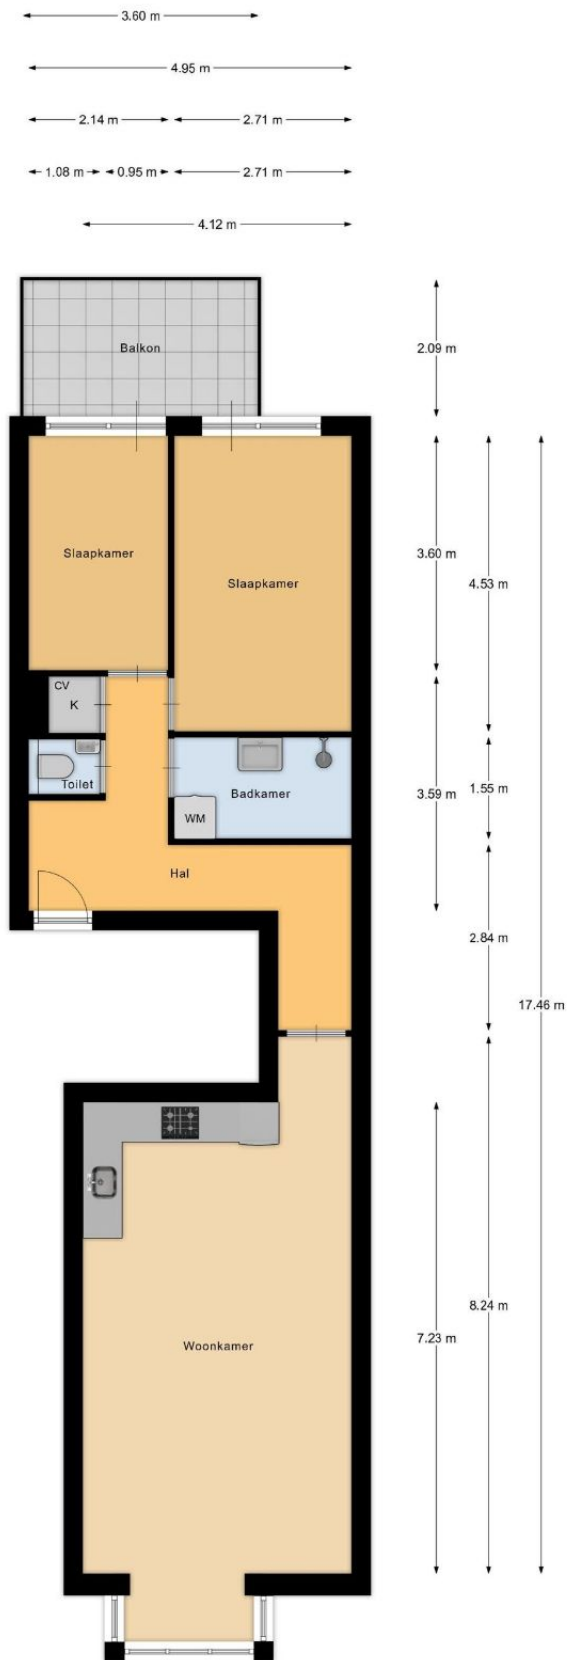 3.60 m
4.95 m
2.14 m 2.71 m
1.08 m 0.95 m 2.71 m
4.12 m
Balkon
2.09 m
Slaapkamer
3.60 m
Slaapkamer
4.53 m
CV
K
Toilet
Badkamer
1.55 m
3.59 m
WM
Hal
2.84 m
17.46 m
8.24 m
7.23 m
Woonkamer